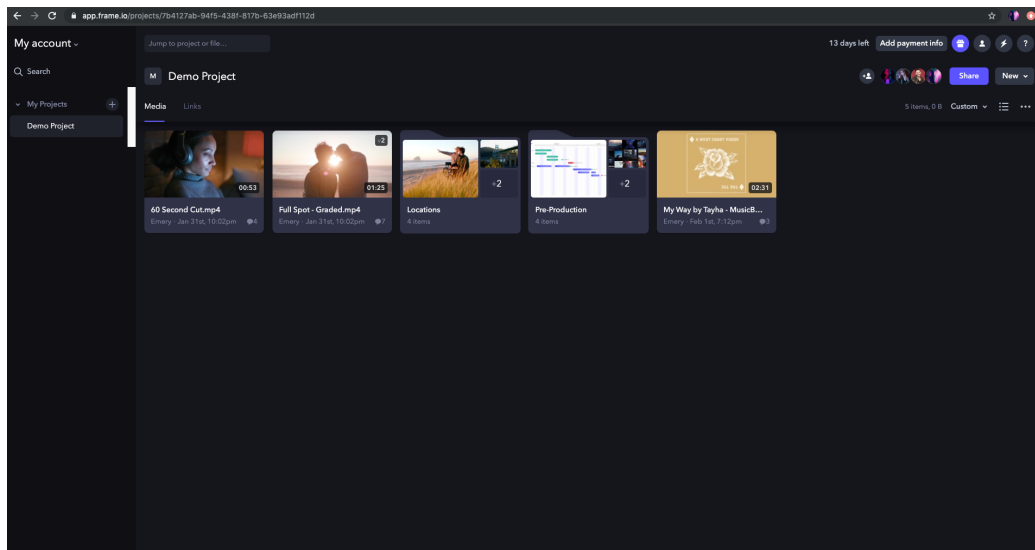 app.frame.io/projects/7b4127ab-94f5-438f-817b-63e93adf112d
My account
Jump to project or file...
13 days left Add payment info ?
Search
M Demo Project
Share New
My Projects +
Media Links
5 items, 0 B Custom
Demo Project
00:53
2
01:25
+2
+2
02:31
60 Second Cut.mp4
Emery · Jan 31st, 10:02pm 4
Full Spot - Graded.mp4
Emery · Jan 31st, 10:02pm 7
Locations
4 items
Pre-Production
4 items
My Way by Tayha - MusicB...
Emery · Feb 1st, 7:12pm 3